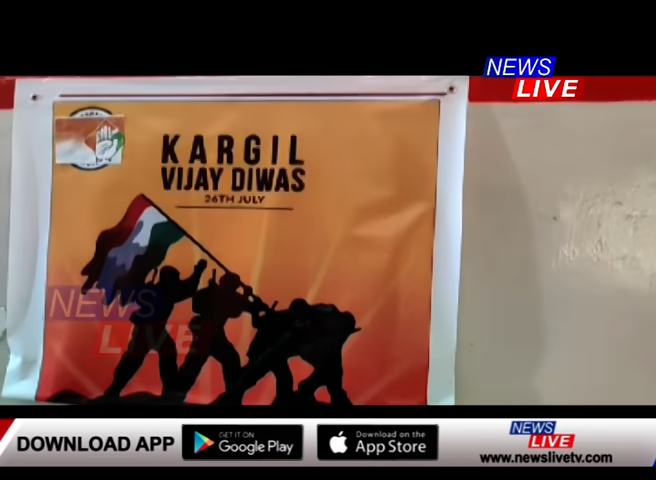 NEWS
LIVE
KARGIL
VIJAY DIWAS
26TH JULY
NEWS
LIVE
DOWNLOAD APP
GET IT ON
Google Play
Download on the
App Store
NEWS
LIVE
www.newslivetv.com